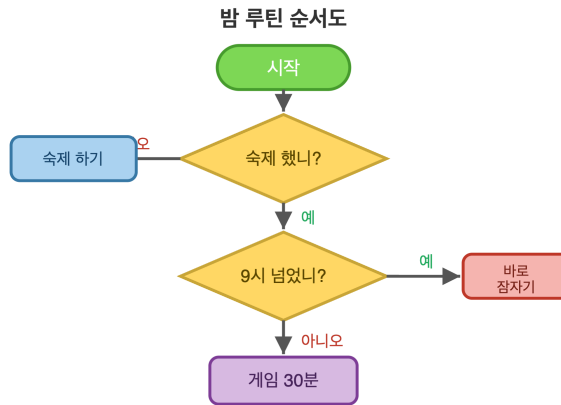 밤 루틴 순서도
시작
숙제 했니?
오
숙제 하기
예
9시 넘었니?
예
바로
잠자기
아니오
게임 30분